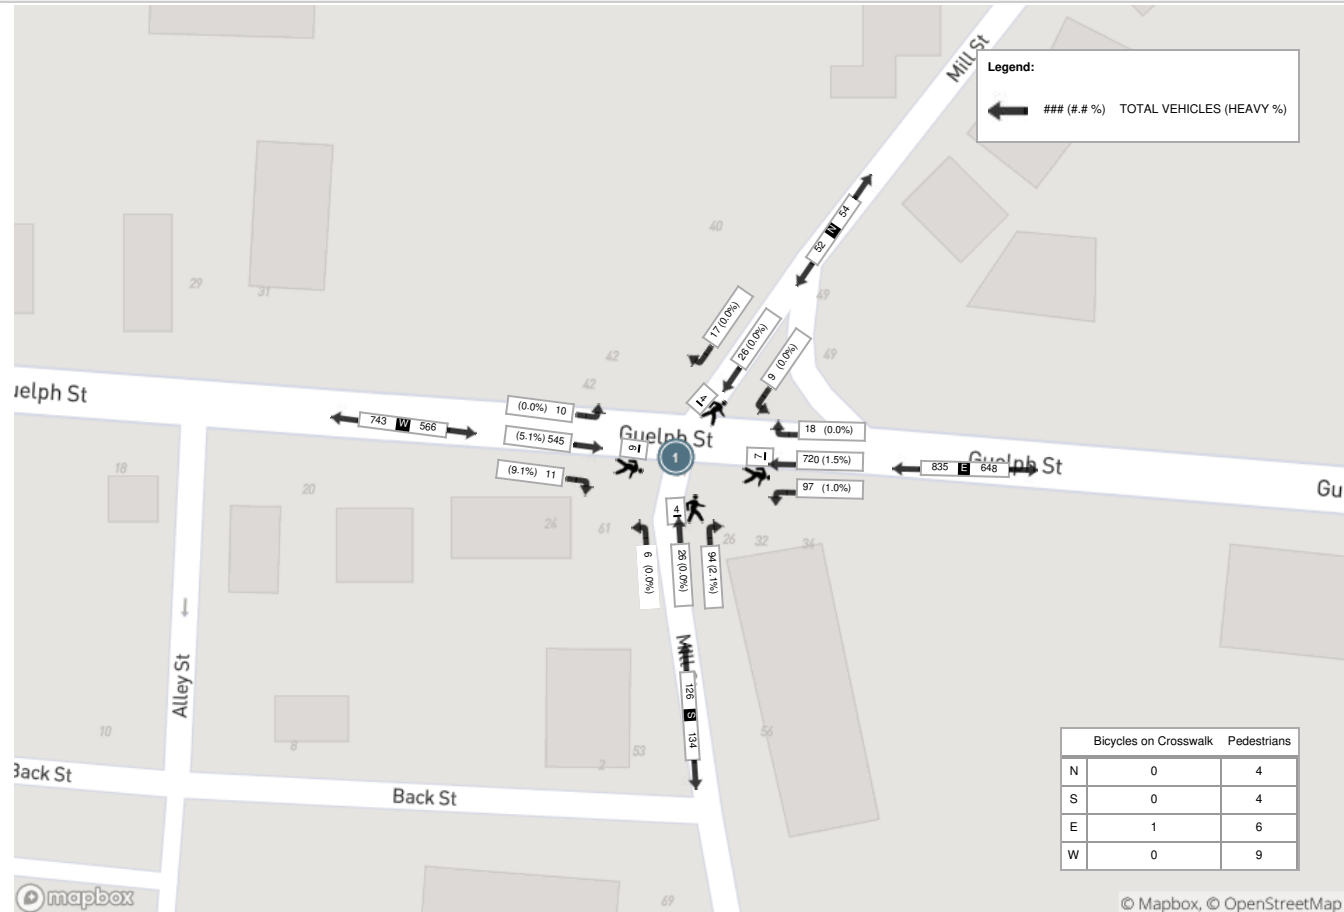 Mill St
Legend:
### (#.# %) TOTAL VEHICLES (HEAVY %)
40
52 N 54
29
31
49
17 (0.0%)
26 (0.0%)
9 (0.0%)
42
49
42
uelph St
743 W 566
(0.0%) 10
(5.1%) 545
(9.1%) 11
4
Guelph St
9
1
7
18 (0.0%)
720 (1.5%)
97 (1.0%)
835 E 648
Guelph St
Gu
18
20
24
61
4
26
32
34
6 (0.0%)
26 (0.0%)
94 (2.1%)
Mill
126 S 134
Alley St
10
8
2
53
56
Bicycles on Crosswalk Pedestrians
N 0 4
S 0 4
E 1 6
W 0 9
Back St
Back St
69
mapbox
© Mapbox, © OpenStreetMap